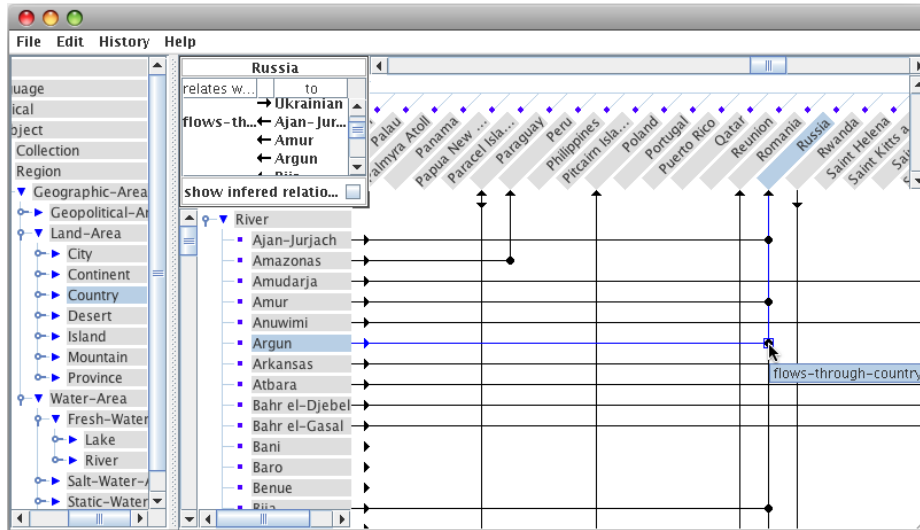 File Edit History Help
uage
ical
bject
Collection
Region
Geographic-Area
Geopolitical-Ar
Land-Area
City
Continent
Country
Desert
Island
Mountain
Province
Water-Area
Fresh-Water
Lake
River
Salt-Water-A
Static-Water
Russia
relates w... to
Ukrainian
flows-th... Ajan-Jur...
Amur
Argun
show infered relatio...
Palau
almyra Atoll
Panama
Papua New ...
Paracel Isla...
Paraguay
Peru
Philippines
Pitcairn Isla...
Poland
Portugal
Puerto Rico
Qatar
Reunion
Romania
Russia
Rwanda
Saint Helena
Saint Kitts a
Sai
River
Ajan-Jurjach
Amazonas
Amudarja
Amur
Anuwimi
Argun
Arkansas
Atbara
Bahr el-Djebel
Bahr el-Gasal
Bani
Baro
Benue
Bija
flows-through-country